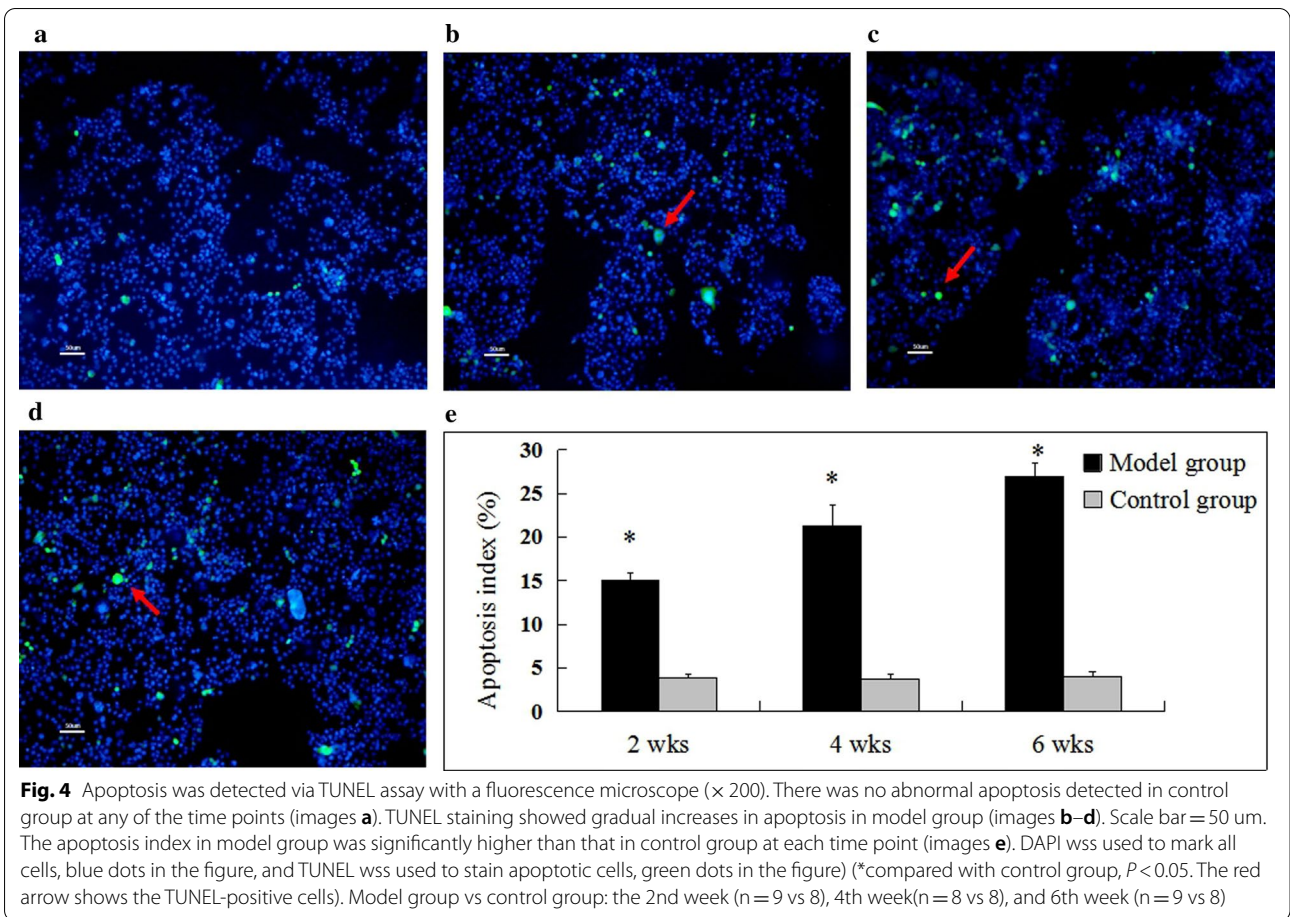 a
b
c
50um
50um
50um
d
e
50um
Apoptosis index (%)
30
25
20
15
10
5
0
*
*
*
Model group
Control group
2 wks
4 wks
6 wks
Fig. 4 Apoptosis was detected via TUNEL assay with a fluorescence microscope (× 200). There was no abnormal apoptosis detected in control
group at any of the time points (images a). TUNEL staining showed gradual increases in apoptosis in model group (images b–d). Scale bar = 50 um.
The apoptosis index in model group was significantly higher than that in control group at each time point (images e). DAPI wss used to mark all
cells, blue dots in the figure, and TUNEL wss used to stain apoptotic cells, green dots in the figure) (*compared with control group, P < 0.05. The red
arrow shows the TUNEL-positive cells). Model group vs control group: the 2nd week (n = 9 vs 8), 4th week(n = 8 vs 8), and 6th week (n = 9 vs 8)